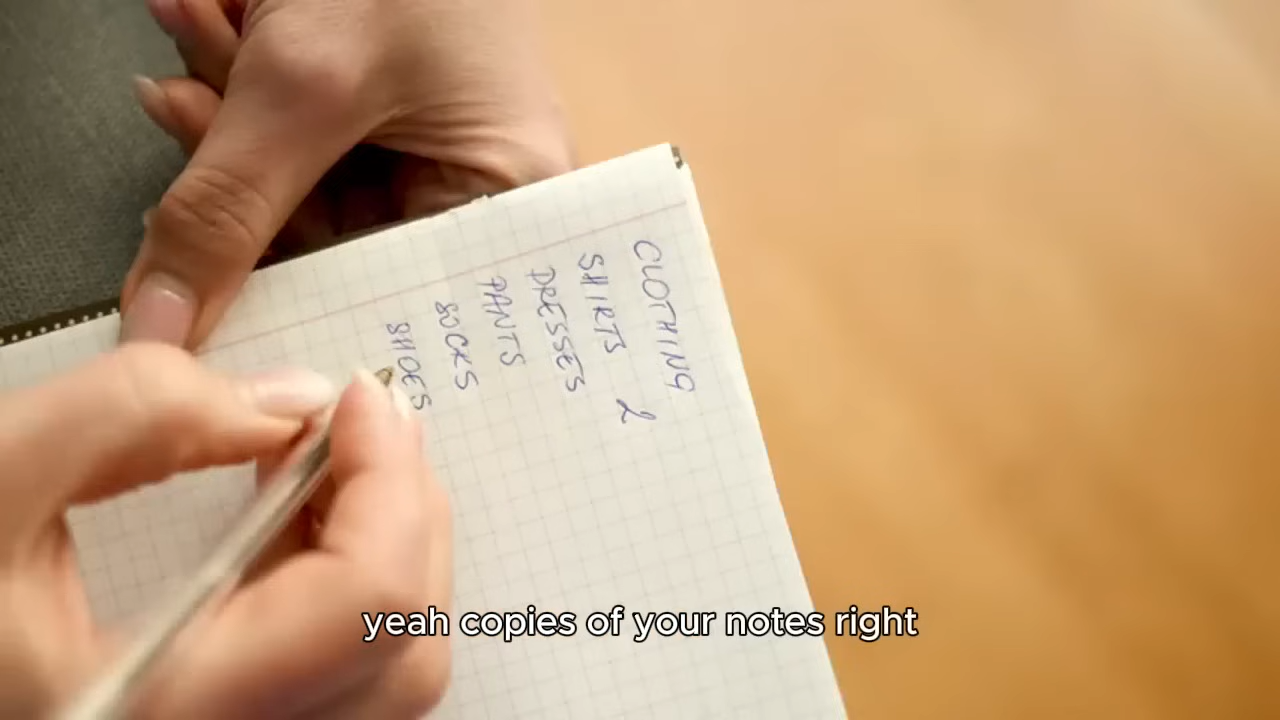 CLOTHING
SHIRTS 2
DRESSES
PANTS
SOCKS
SHOES
yeah copies of your notes right